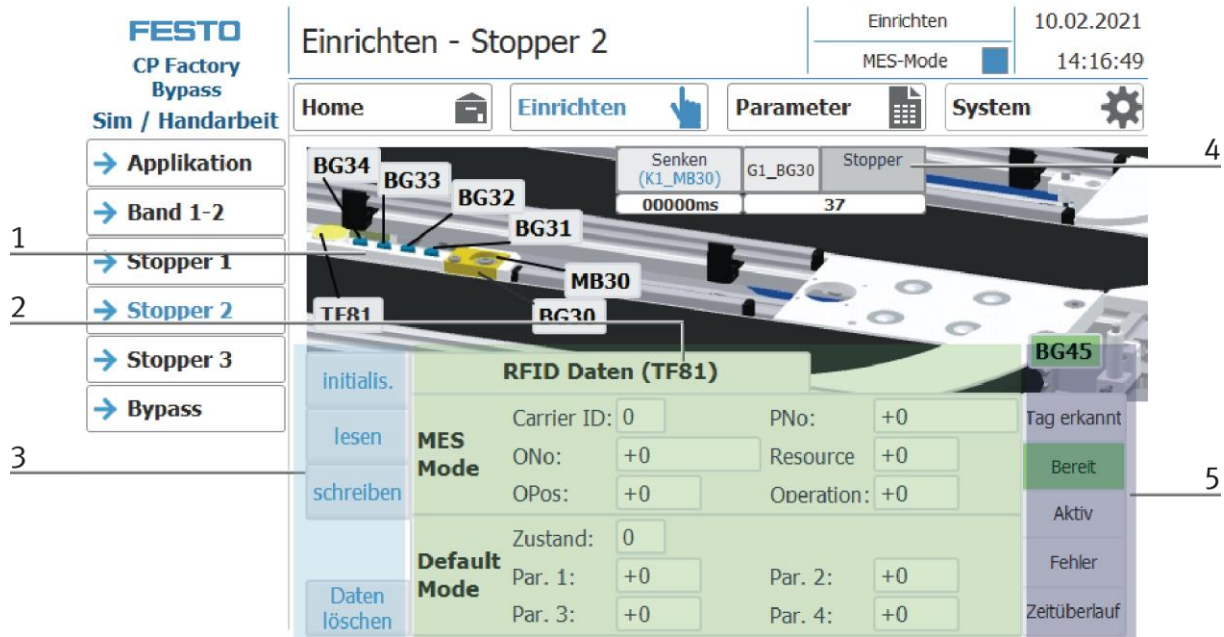 FESTO
CP Factory
Bypass
Sim / Handarbeit
Einrichten - Stopper 2
Einrichten
10.02.2021
MES-Mode
14:16:49
Home
Einrichten
Parameter
System
Applikation
Band 1-2
Stopper 1
Stopper 2
Stopper 3
Bypass
BG34
BG33
BG32
BG31
MB30
BG30
TF81
Senken
(K1_MB30)
G1_BG30
Stopper
00000ms
37
BG45
initialis.
lesen
schreiben
Daten
löschen
RFID Daten (TF81)
MES
Mode
Carrier ID: 0
PNo: +0
ONo: +0
Resource +0
OPos: +0
Operation: +0
Default
Mode
Zustand: 0
Par. 1: +0
Par. 2: +0
Par. 3: +0
Par. 4: +0
Tag erkannt
Bereit
Aktiv
Fehler
Zeitüberlauf
1
2
3
4
5